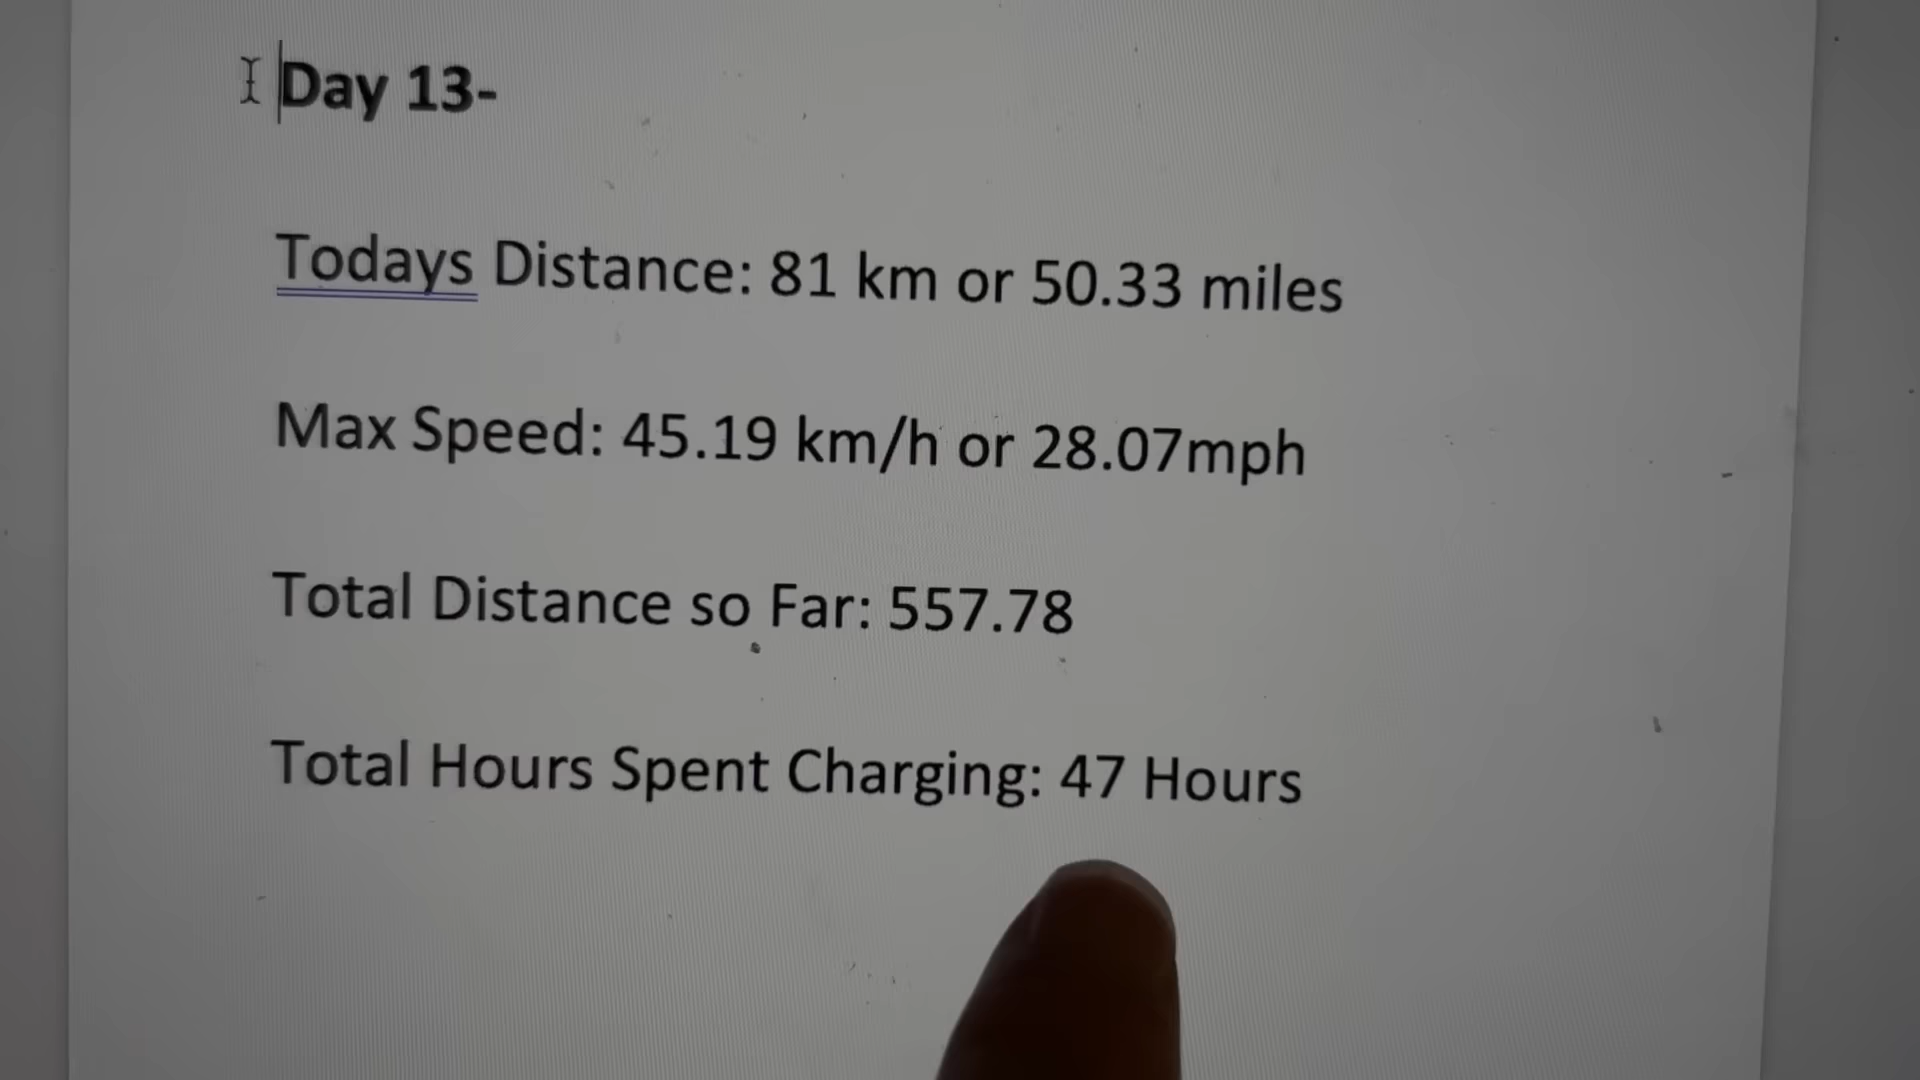 Day 13-
Todays Distance: 81 km or 50.33 miles
Max Speed: 45.19 km/h or 28.07mph
Total Distance so Far: 557.78
Total Hours Spent Charging: 47 Hours